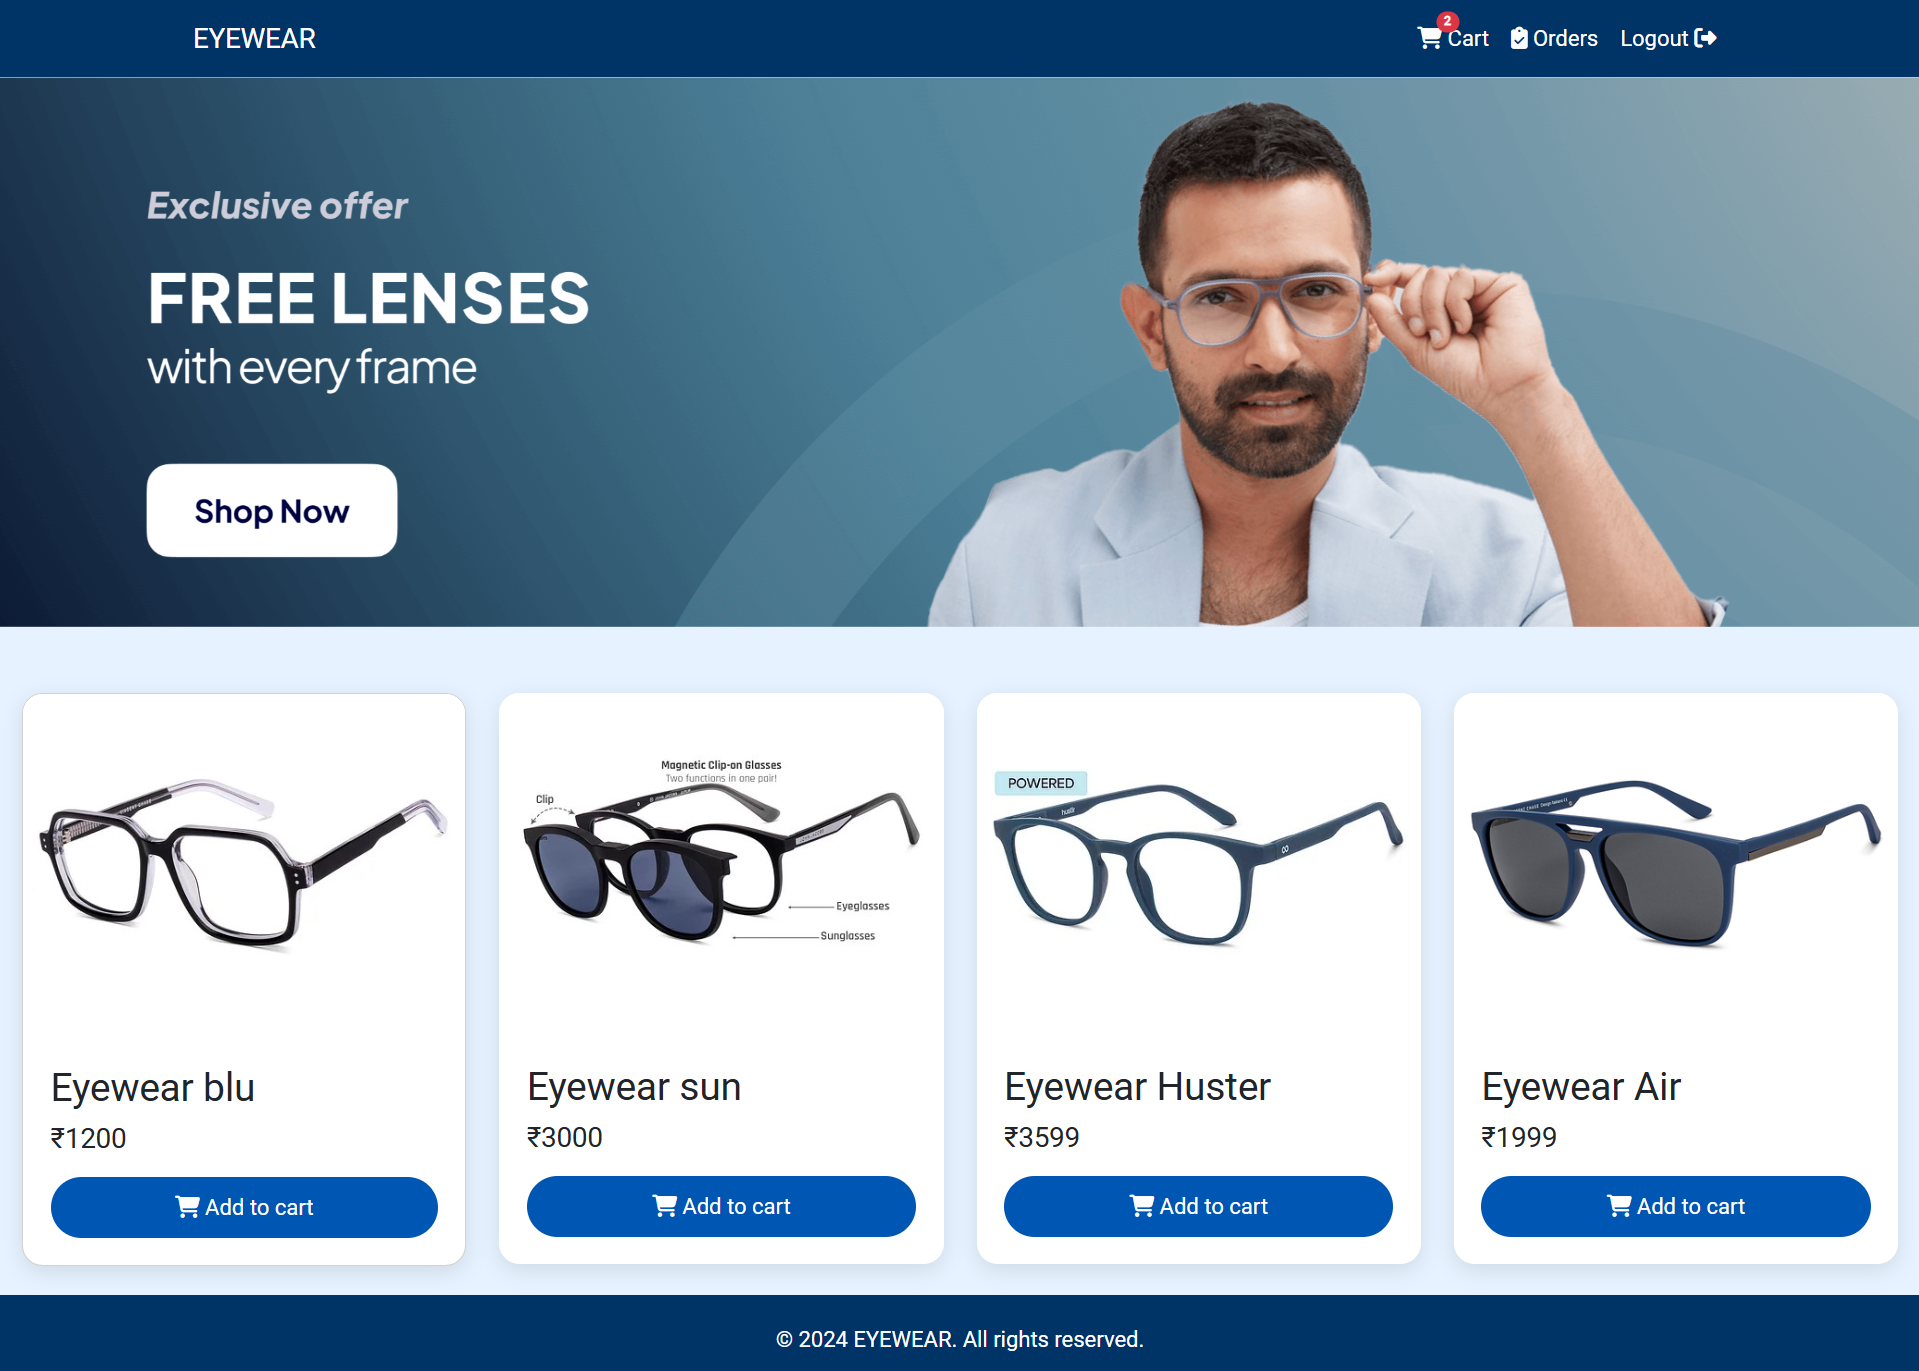 EYEWEAR
2
Cart
Orders
Logout
Exclusive offer
FREE LENSES
with every frame
Shop Now
Magnetic Clip-on Glasses
Two functions in one pair!
Clip
Eyeglasses
Sunglasses
POWERED
hustlr
Eyewear blu
₹1200
Add to cart
Eyewear sun
₹3000
Add to cart
Eyewear Huster
₹3599
Add to cart
Eyewear Air
₹1999
Add to cart
© 2024 EYEWEAR. All rights reserved.